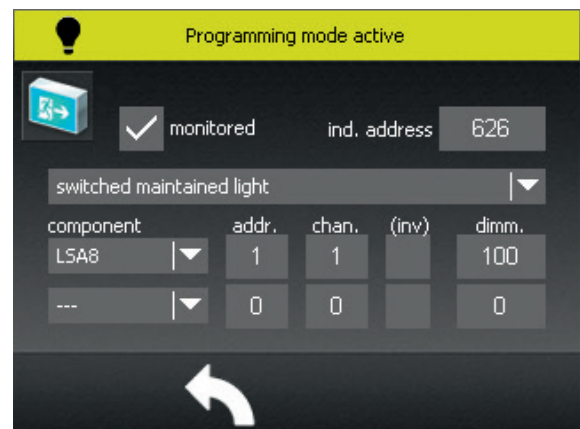 Programming mode active
monitored ind. address 626
switched maintained light
component addr. chan. (inv) dimm.
LSA8 1 1 100
--- 0 0 0